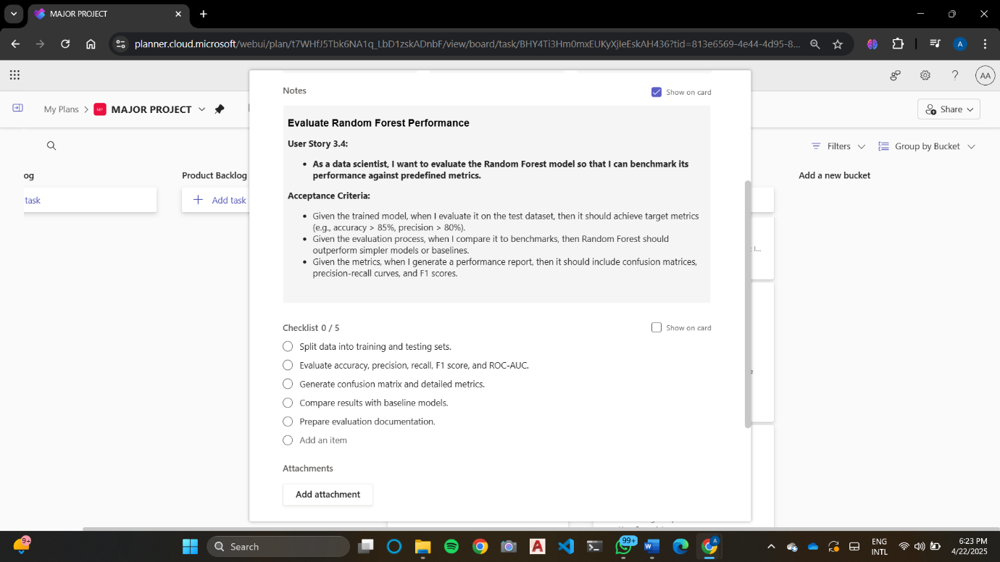 MAJOR PROJECT
planner.cloud.microsoft/webui/plan/t7WHfJ5Tbk6NA1q_LbD1zskADnbF/view/board/task/BHY4Ti3Hm0mxEUKyXjIeEskAH436?tid=813e6569-4e44-4d95-8...
A
AA
My Plans > MP MAJOR PROJECT
Share
Filters
Group by Bucket
og
Product Backlog
Add a new bucket
task
Add task
Notes
Show on card
Evaluate Random Forest Performance
User Story 3.4:
• As a data scientist, I want to evaluate the Random Forest model so that I can benchmark its
performance against predefined metrics.
Acceptance Criteria:
• Given the trained model, when I evaluate it on the test dataset, then it should achieve target metrics
(e.g., accuracy > 85%, precision > 80%).
• Given the evaluation process, when I compare it to benchmarks, then Random Forest should
outperform simpler models or baselines.
• Given the metrics, when I generate a performance report, then it should include confusion matrices,
precision-recall curves, and F1 scores.
Checklist 0 / 5
Show on card
Split data into training and testing sets.
Evaluate accuracy, precision, recall, F1 score, and ROC-AUC.
Generate confusion matrix and detailed metrics.
Compare results with baseline models.
Prepare evaluation documentation.
Add an item
Attachments
Add attachment
9+
Search
99+
A
ENG
INTL
6:23 PM
4/22/2025